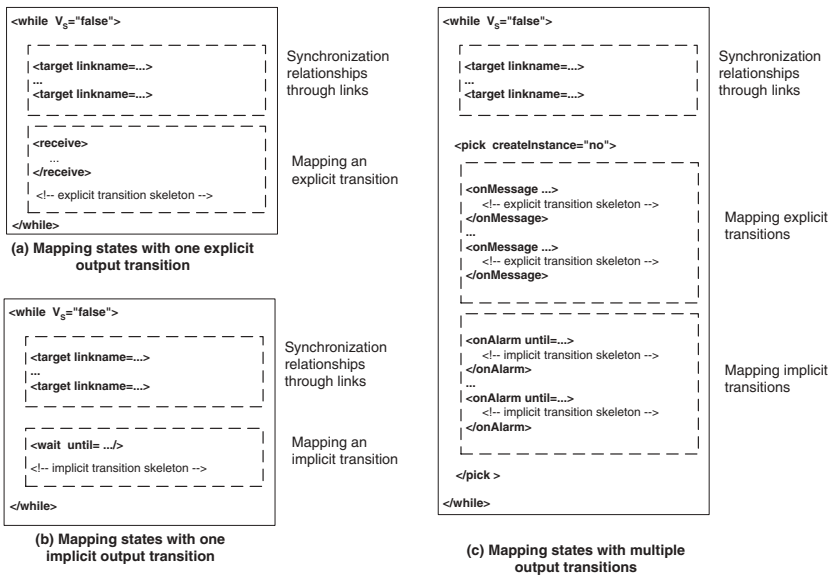 <while V_S="false">
<target linkname=...>
...
<target linkname=...>
Synchronization
relationships
through links
<receive>
...
</receive>
<!-- explicit transition skeleton -->
Mapping an
explicit transition
</while>
(a) Mapping states with one explicit
output transition
<while V_S="false">
<target linkname=...>
...
<target linkname=...>
Synchronization
relationships
through links
<wait until= .../>
<!-- implicit transition skeleton -->
Mapping an
implicit transition
</while>
(b) Mapping states with one
implicit output transition
<while V_S="false">
<target linkname=...>
...
<target linkname=...>
Synchronization
relationships
through links
<pick createInstance="no">
<onMessage ...>
<!-- explicit transition skeleton -->
</onMessage>
...
<onMessage ...>
<!-- explicit transition skeleton -->
</onMessage>
Mapping explicit
transitions
<onAlarm until=...>
<!-- implicit transition skeleton -->
</onAlarm>
...
<onAlarm until=...>
<!-- implicit transition skeleton -->
</onAlarm>
Mapping implicit
transitions
</pick >
</while>
(c) Mapping states with multiple
output transitions